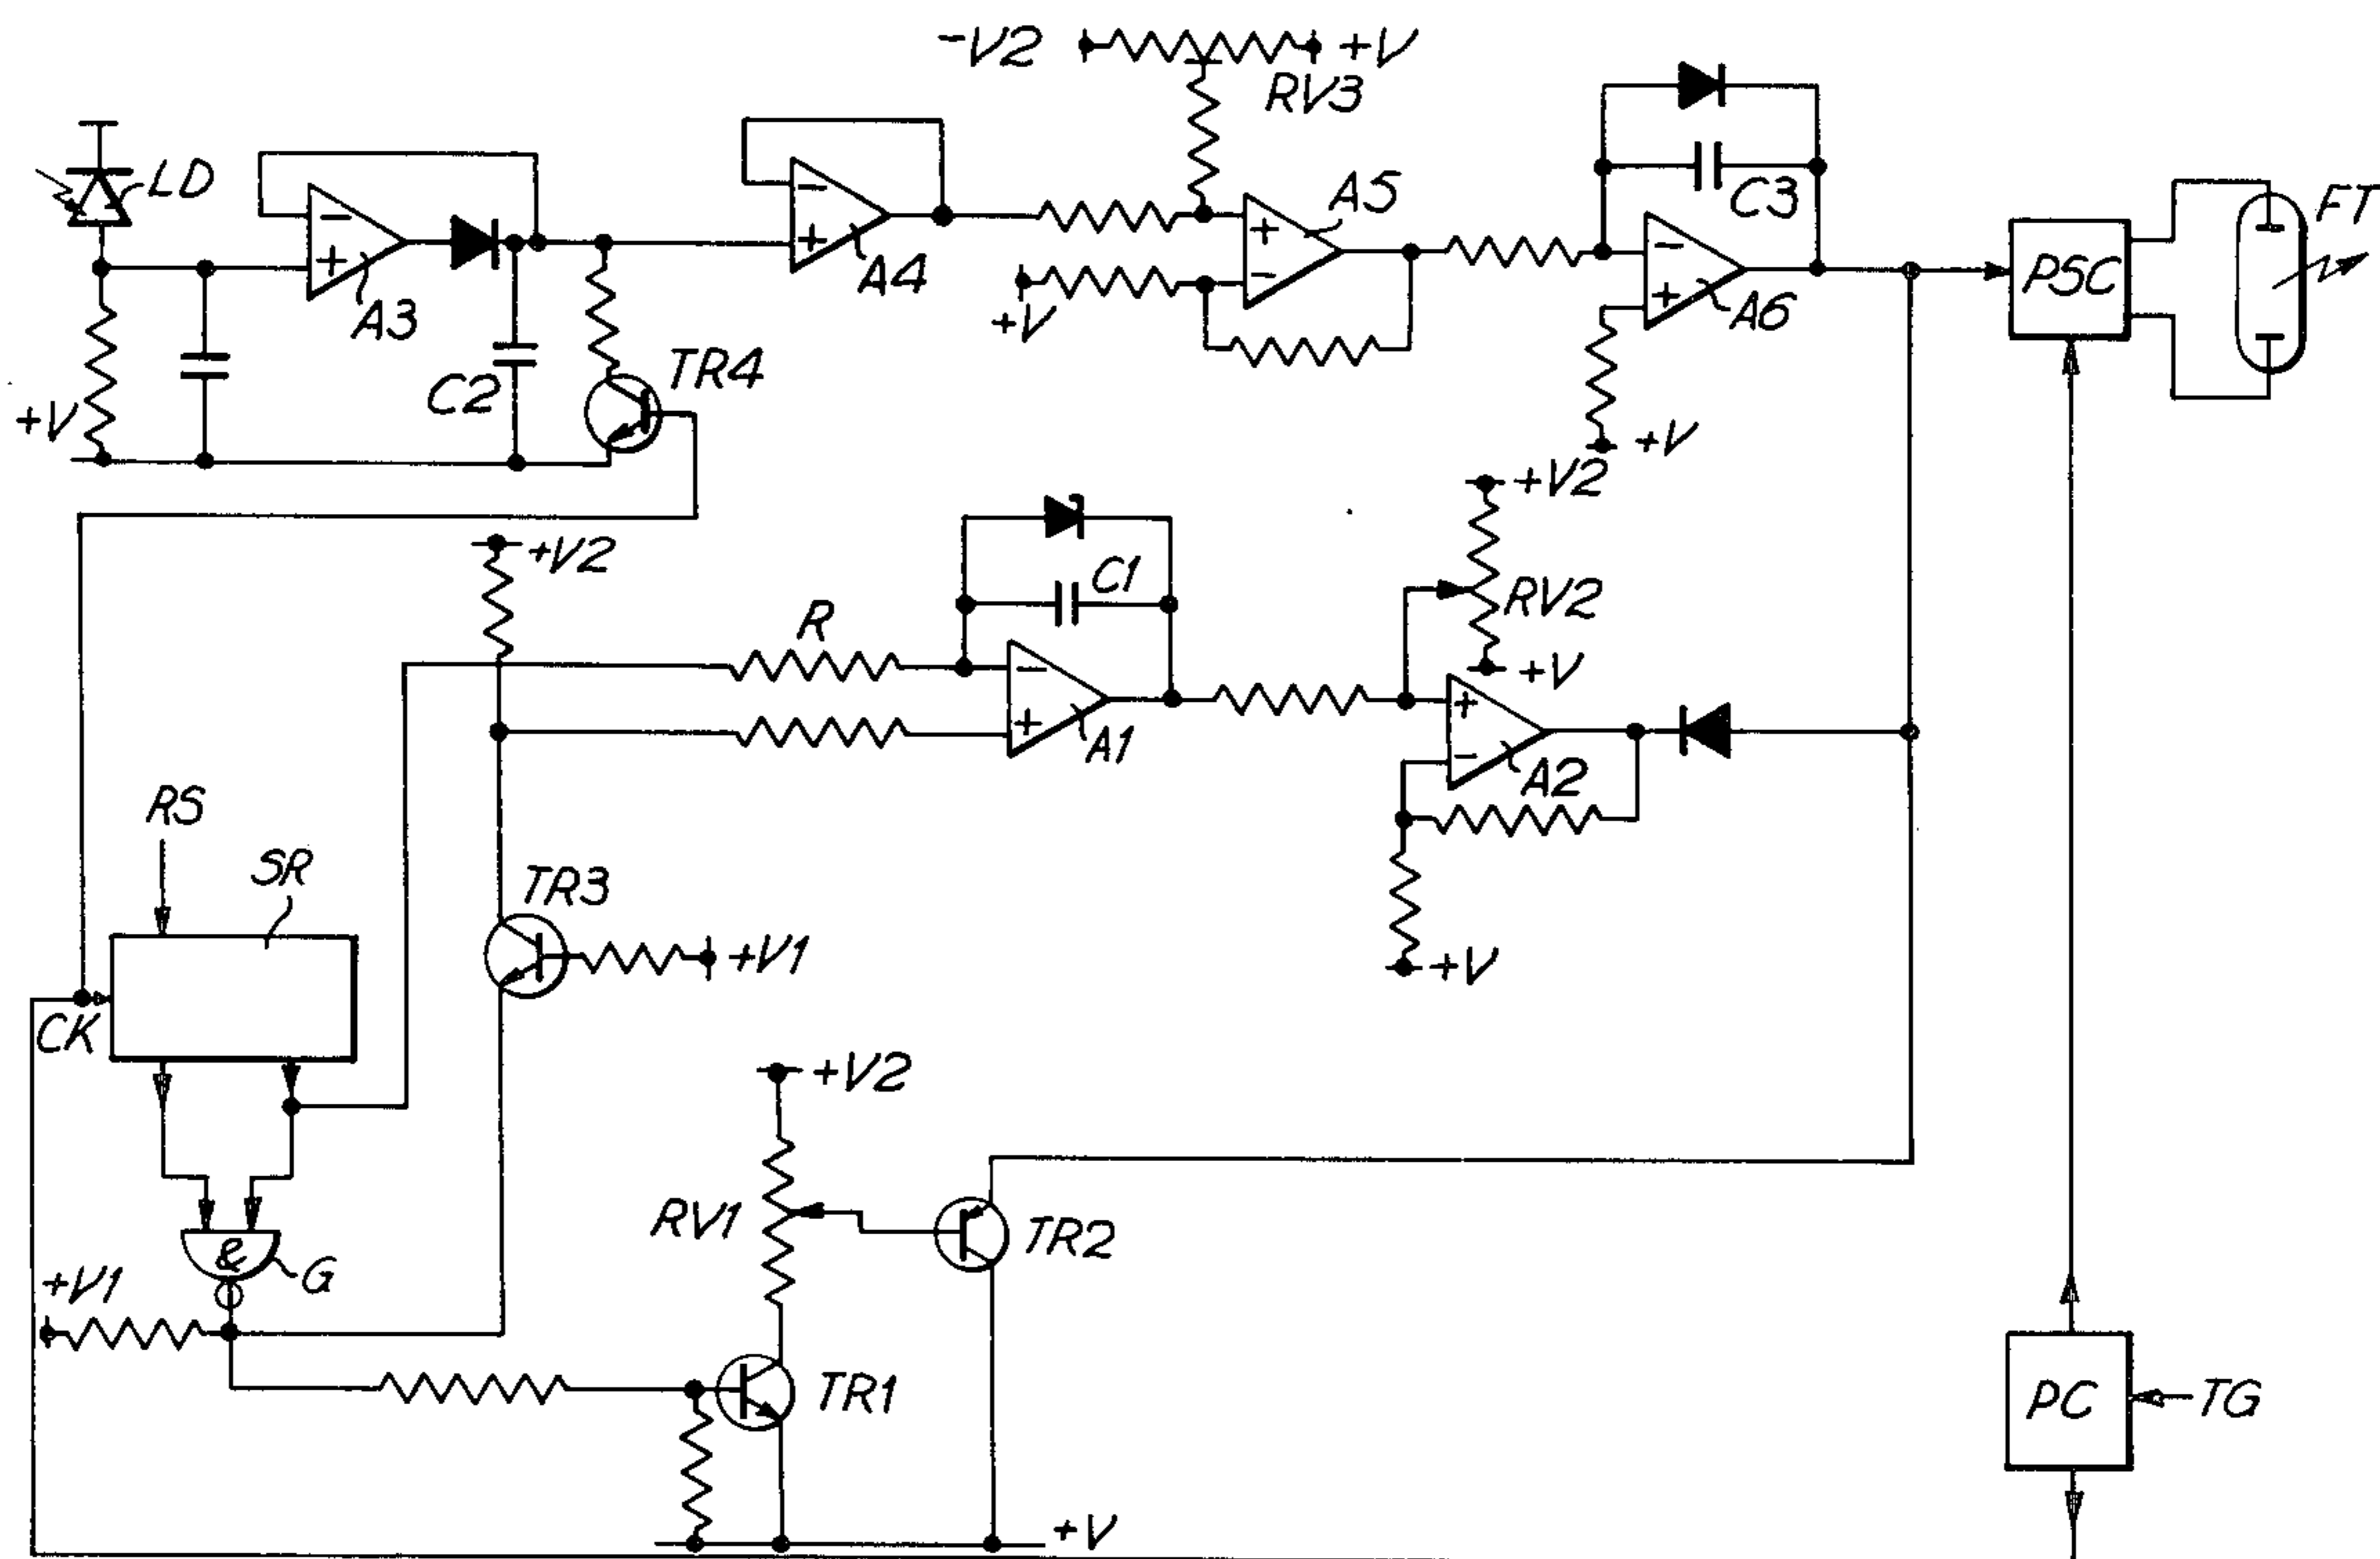 -V2
+V
RV3
LD
A3
A4
A5
C3
A6
PSC
FT
+V
C2
TR4
+V
+V
+V2
+V2
C1
RV2
R
+V
A1
A2
RS
SR
TR3
+V1
+V
CK
+V2
RV1
TR2
&
G
+V1
TR1
PC
TG
+V